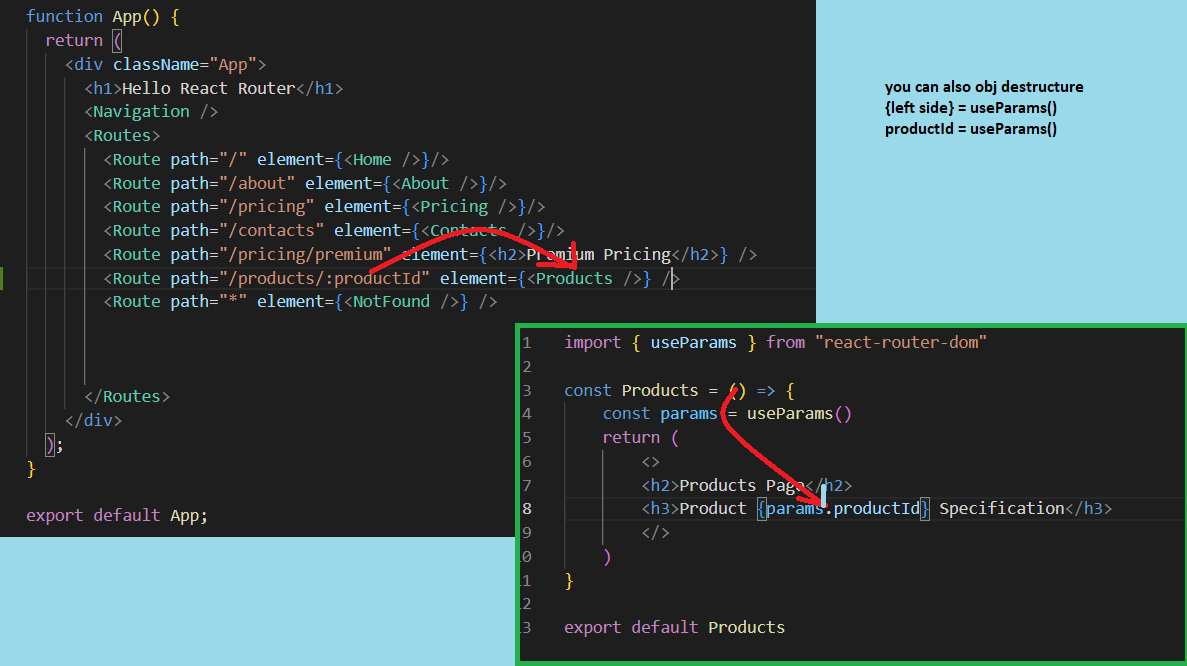 function App() {
return (
<div className="App">
<h1>Hello React Router</h1>
<Navigation />
<Routes>
<Route path="/" element={<Home />}/>
<Route path="/about" element={<About />}/>
<Route path="/pricing" element={<Pricing />}/>
<Route path="/contacts" element={<Contacts />}/>
<Route path="/pricing/premium" element={<h2>Premium Pricing</h2>} />
<Route path="/products/:productId" element={<Products />} />
<Route path="*" element={<NotFound />} />
</Routes>
</div>
);
}
export default App;
you can also obj destructure
{left side} = useParams()
productId = useParams()
1 import { useParams } from "react-router-dom"
2
3 const Products = () => {
4 const params = useParams()
5 return (
6 <>
7 <h2>Products Page</h2>
8 <h3>Product {params.productId} Specification</h3>
9 </>
0 )
1 }
2
3 export default Products